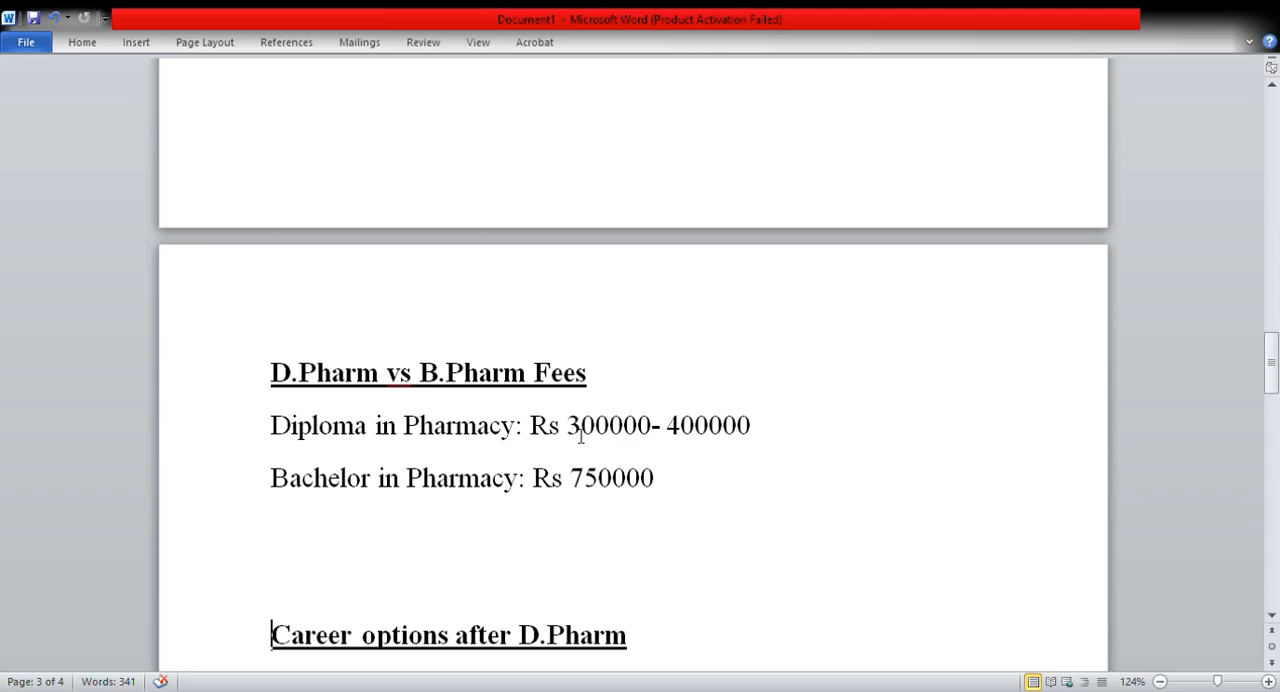 Document1 - Microsoft Word (Product Activation Failed)
File Home Insert Page Layout References Mailings Review View Acrobat
D.Pharm vs B.Pharm Fees
Diploma in Pharmacy: Rs 300000- 400000
Bachelor in Pharmacy: Rs 750000
Career options after D.Pharm
Page: 3 of 4 Words: 341 124%